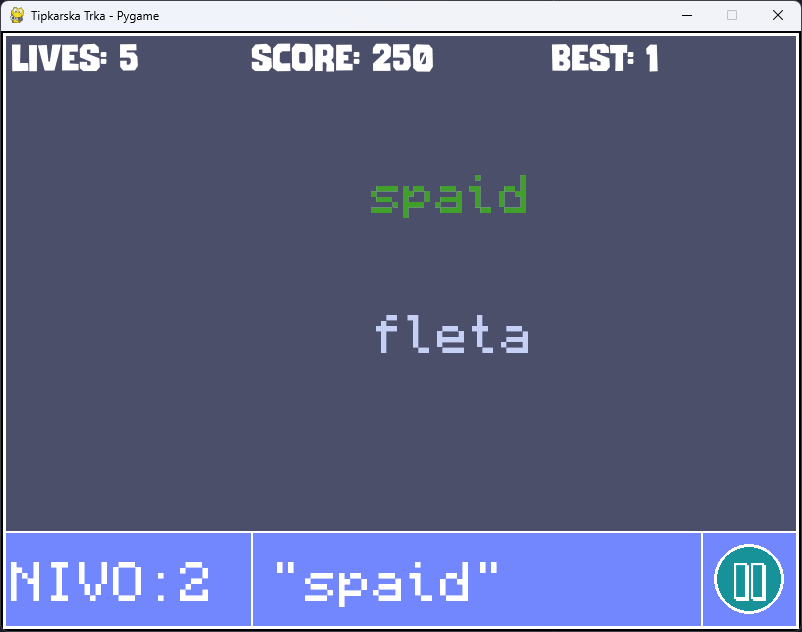 Tipkarska Trka - Pygame
LIVES: 5 SCORE: 250 BEST: 1
spaid
fleta
NIVO:2 "spaid"